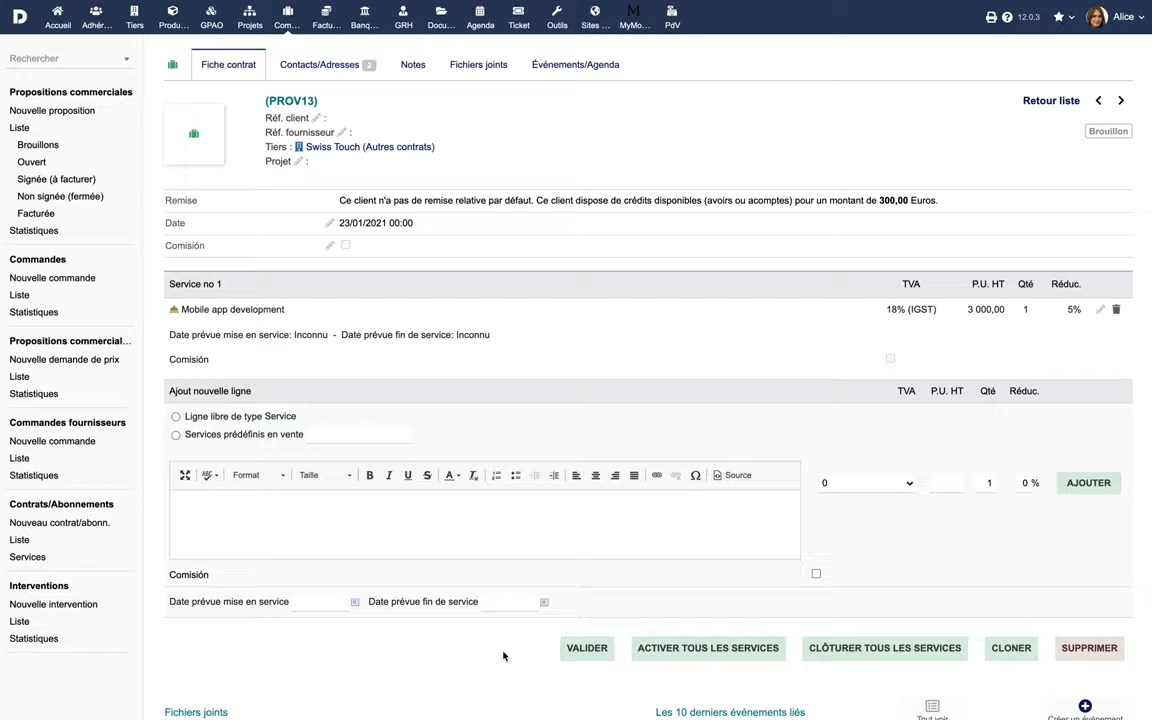 Accueil
Adhér...
Tiers
Produ...
GPAO
Projets
Com...
Factu...
Banq...
GRH
Docu...
Agenda
Ticket
Outils
Sites ...
MyMo...
PdV
12.0.3
Alice
Rechercher
Propositions commerciales
Nouvelle proposition
Liste
Brouillons
Ouvert
Signée (à facturer)
Non signée (fermée)
Facturée
Statistiques
Commandes
Nouvelle commande
Liste
Statistiques
Propositions commercial...
Nouvelle demande de prix
Liste
Statistiques
Commandes fournisseurs
Nouvelle commande
Liste
Statistiques
Contrats/Abonnements
Nouveau contrat/abonn.
Liste
Services
Interventions
Nouvelle intervention
Liste
Statistiques
Fiche contrat
Contacts/Adresses 2
Notes
Fichiers joints
Événements/Agenda
(PROV13)
Retour liste
Réf. client :
Réf. fournisseur :
Brouillon
Tiers : Swiss Touch (Autres contrats)
Projet :
Remise Ce client n'a pas de remise relative par défaut. Ce client dispose de crédits disponibles (avoirs ou acomptes) pour un montant de 300,00 Euros.
Date 23/01/2021 00:00
Comisión
Service no 1 TVA P.U. HT Qté Réduc.
Mobile app development 18% (IGST) 3 000,00 1 5%
Date prévue mise en service: Inconnu - Date prévue fin de service: Inconnu
Comisión
Ajout nouvelle ligne TVA P.U. HT Qté Réduc.
Ligne libre de type Service
Services prédéfinis en vente
Format Taille B I U S A Ω Source
0 1 0 % AJOUTER
Comisión
Date prévue mise en service Date prévue fin de service
VALIDER ACTIVER TOUS LES SERVICES CLÔTURER TOUS LES SERVICES CLONER SUPPRIMER
Fichiers joints Les 10 derniers événements liés
Tout voir Créer un événement